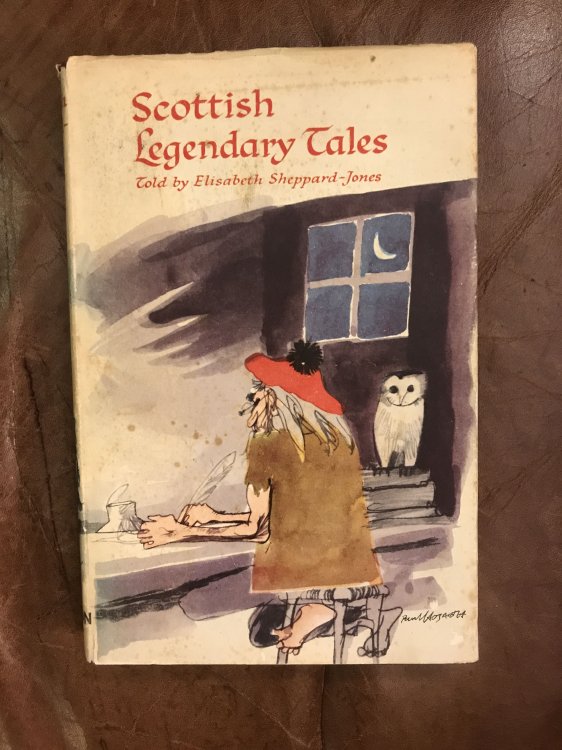 Scottish
Legendary Tales
Told by Elisabeth Sheppard-Jones
N